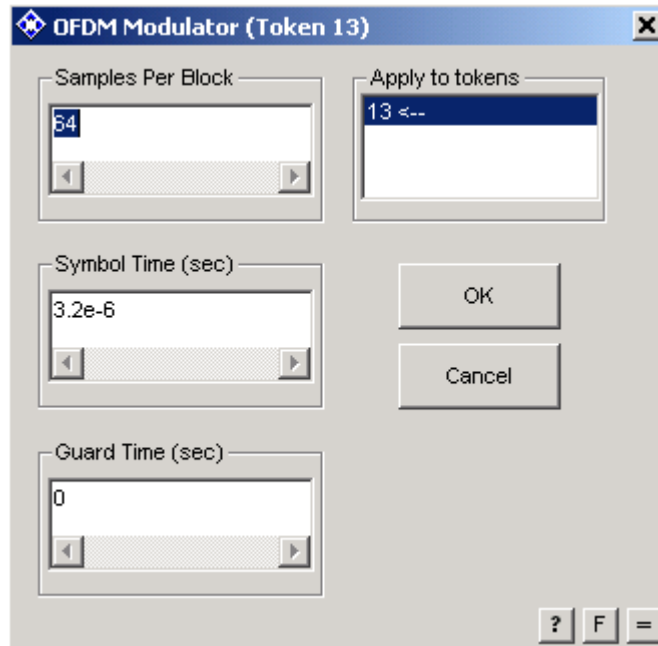 OFDM Modulator (Token 13)
Samples Per Block
64
Apply to tokens
13 <--
Symbol Time (sec)
3.2e-6
OK
Cancel
Guard Time (sec)
0
? F =